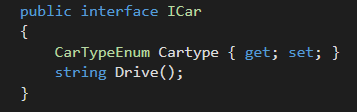 public interface ICar
{
    CarTypeEnum Cartype { get; set; }
    string Drive();
}